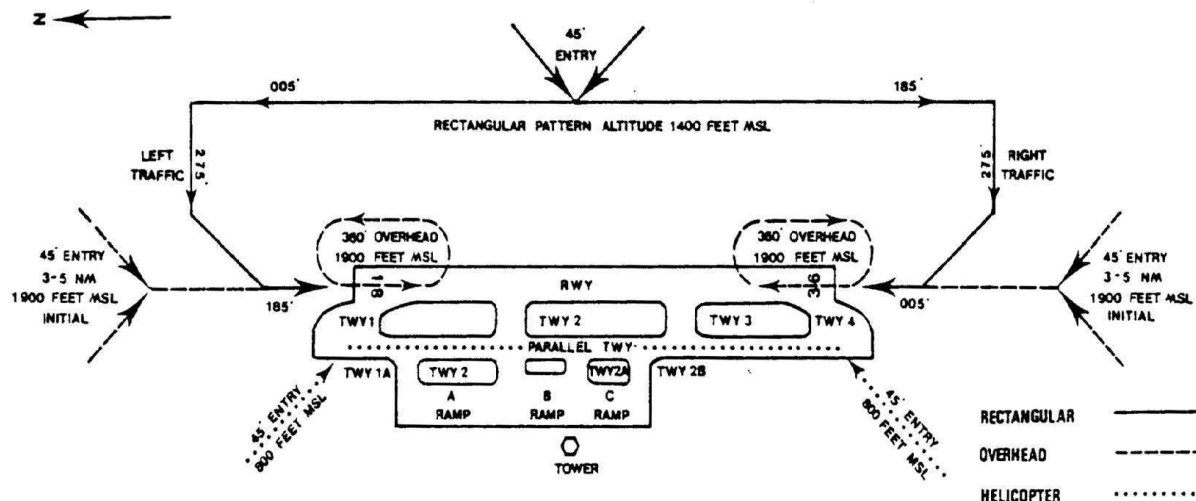 N
45°
ENTRY
005°
185°
RECTANGULAR PATTERN ALTITUDE 1400 FEET MSL
LEFT
TRAFFIC
275°
275°
RIGHT
TRAFFIC
45° ENTRY
3-5 NM
1900 FEET MSL
INITIAL
360° OVERHEAD
1900 FEET MSL
360° OVERHEAD
1900 FEET MSL
45° ENTRY
3-5 NM
1900 FEET MSL
INITIAL
185°
18
RWY
36
005°
TWY 1
TWY 2
TWY 3
TWY 4
PARALLEL TWY
TWY 1A
TWY 2
TWY2A
TWY 2B
A
RAMP
B
RAMP
C
RAMP
45° ENTRY
800 FEET MSL
45° ENTRY
800 FEET MSL
TOWER
RECTANGULAR
OVERHEAD
HELICOPTER